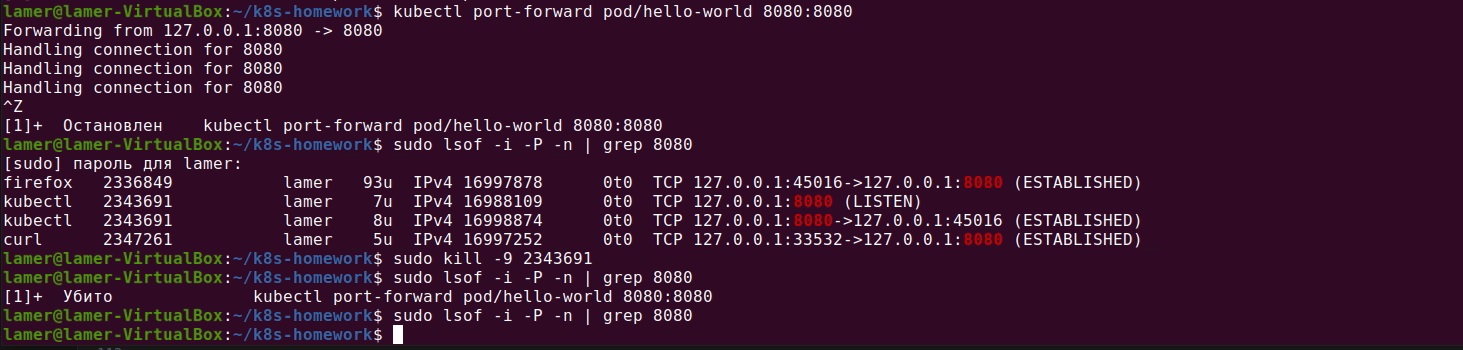 lamer@lamer-VirtualBox:~/k8s-homework$ kubectl port-forward pod/hello-world 8080:8080
Forwarding from 127.0.0.1:8080 -> 8080
Handling connection for 8080
Handling connection for 8080
Handling connection for 8080
^Z
[1]+  Остановлен    kubectl port-forward pod/hello-world 8080:8080
lamer@lamer-VirtualBox:~/k8s-homework$ sudo lsof -i -P -n | grep 8080
[sudo] пароль для lamer:
firefox   2336849           lamer   93u  IPv4 16997878      0t0  TCP 127.0.0.1:45016->127.0.0.1:8080 (ESTABLISHED)
kubectl   2343691           lamer    7u  IPv4 16988109      0t0  TCP 127.0.0.1:8080 (LISTEN)
kubectl   2343691           lamer    8u  IPv4 16998874      0t0  TCP 127.0.0.1:8080->127.0.0.1:45016 (ESTABLISHED)
curl      2347261           lamer    5u  IPv4 16997252      0t0  TCP 127.0.0.1:33532->127.0.0.1:8080 (ESTABLISHED)
lamer@lamer-VirtualBox:~/k8s-homework$ sudo kill -9 2343691
lamer@lamer-VirtualBox:~/k8s-homework$ sudo lsof -i -P -n | grep 8080
[1]+  Убито              kubectl port-forward pod/hello-world 8080:8080
lamer@lamer-VirtualBox:~/k8s-homework$ sudo lsof -i -P -n | grep 8080
lamer@lamer-VirtualBox:~/k8s-homework$